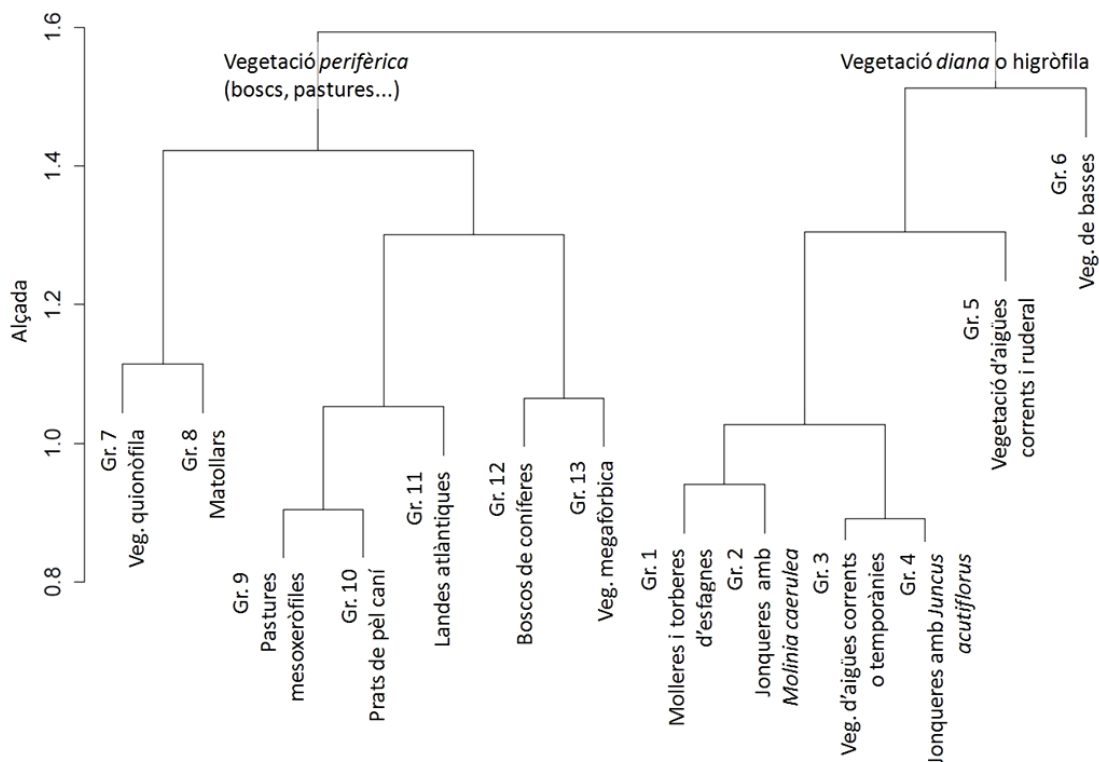 Alçada
1.6
1.4
1.2
1.0
0.8
Vegetació perifèrica
(boscs, pastures...)
Vegetació diana o higròfila
Gr. 7
Veg. quionòfila
Gr. 8
Matollars
Gr. 9
Pastures
mesoxeròfiles
Gr. 10
Prats de pèl caní
Gr. 11
Landes atlàntiques
Gr. 12
Boscos de coníferes
Gr. 13
Veg. megafòrbica
Gr. 1
Molleres i torberes
d'esfagnes
Gr. 2
Jonqueres amb
Molinia caerulea
Gr. 3
Veg. d'aigües corrents
o temporànies
Gr. 4
Jonqueres amb Juncus
acutiflorus
Gr. 5
Vegetació d'aigües
corrents i ruderal
Gr. 6
Veg. de basses